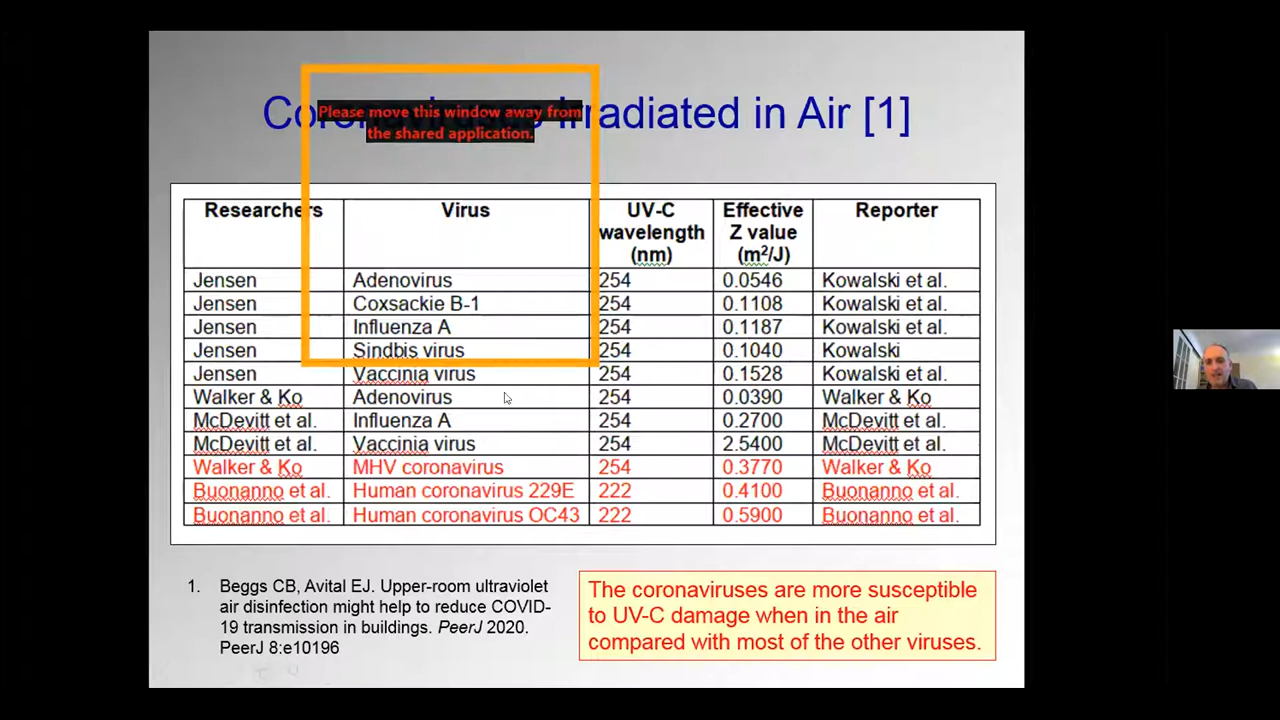 Please move this window away from
the shared application.
Irradiated in Air [1]
Researchers Virus UV-C wavelength (nm) Effective Z value (m²/J) Reporter
Jensen Adenovirus 254 0.0546 Kowalski et al.
Jensen Coxsackie B-1 254 0.1108 Kowalski et al.
Jensen Influenza A 254 0.1187 Kowalski et al.
Jensen Sindbis virus 254 0.1040 Kowalski
Jensen Vaccinia virus 254 0.1528 Kowalski et al.
Walker & Ko Adenovirus 254 0.0390 Walker & Ko
McDevitt et al. Influenza A 254 0.2700 McDevitt et al.
McDevitt et al. Vaccinia virus 254 2.5400 McDevitt et al.
Walker & Ko MHV coronavirus 254 0.3770 Walker & Ko
Buonanno et al. Human coronavirus 229E 222 0.4100 Buonanno et al.
Buonanno et al. Human coronavirus OC43 222 0.5900 Buonanno et al.
1. Beggs CB, Avital EJ. Upper-room ultraviolet
air disinfection might help to reduce COVID-
19 transmission in buildings. PeerJ 2020.
PeerJ 8:e10196
The coronaviruses are more susceptible
to UV-C damage when in the air
compared with most of the other viruses.